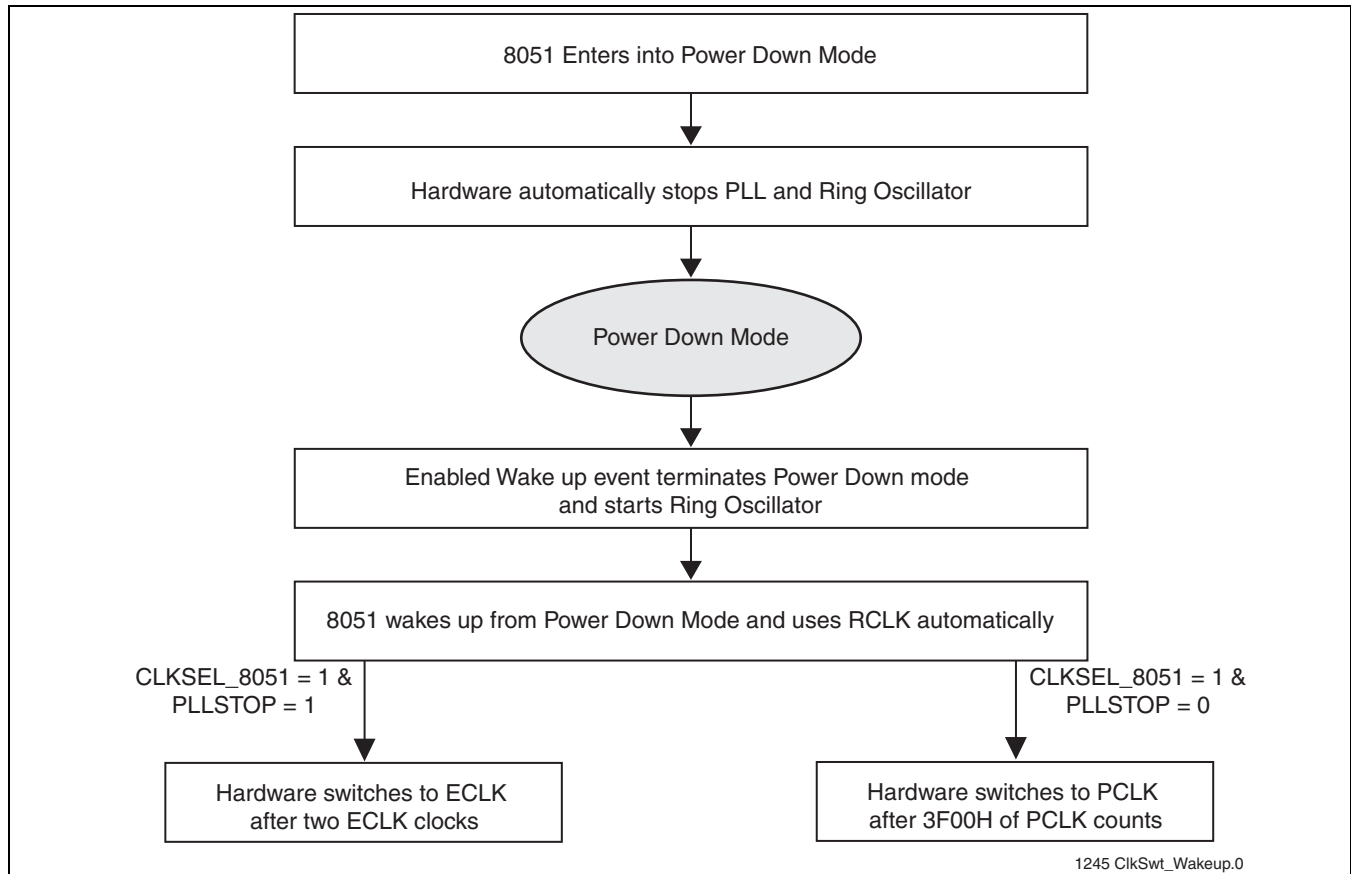 8051 Enters into Power Down Mode
Hardware automatically stops PLL and Ring Oscillator
Power Down Mode
Enabled Wake up event terminates Power Down mode
and starts Ring Oscillator
8051 wakes up from Power Down Mode and uses RCLK automatically
CLKSEL_8051 = 1 &
PLLSTOP = 1
CLKSEL_8051 = 1 &
PLLSTOP = 0
Hardware switches to ECLK
after two ECLK clocks
Hardware switches to PCLK
after 3F00H of PCLK counts
1245 ClkSwt_Wakeup.0